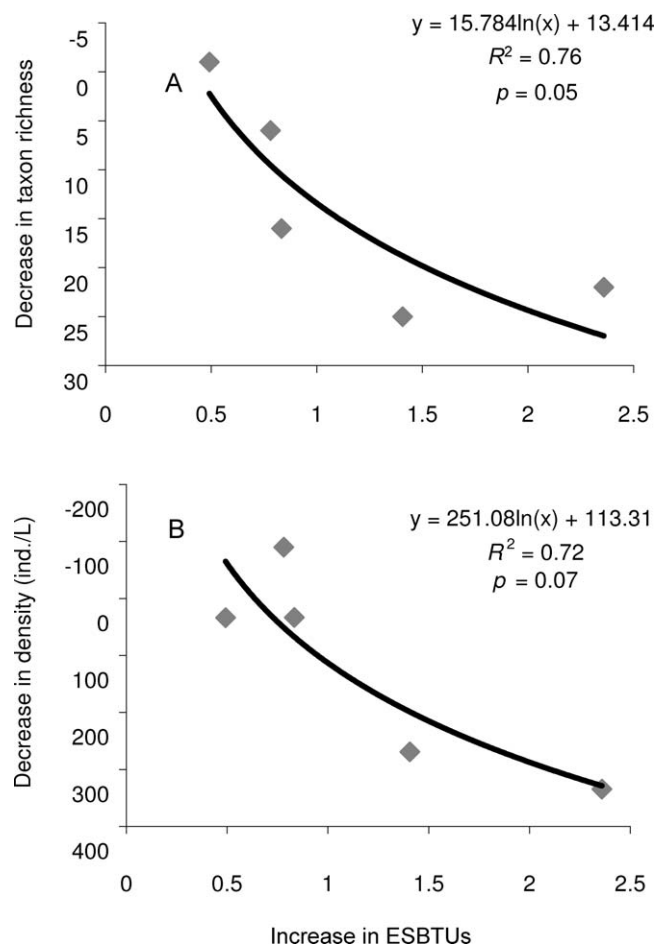 -5
y = 15.784ln(x) + 13.414
R² = 0.76
p = 0.05
A
0
5
10
15
20
25
30
Decrease in taxon richness
0 0.5 1 1.5 2 2.5
-200
B
y = 251.08ln(x) + 113.31
R² = 0.72
p = 0.07
-100
0
100
200
300
400
Decrease in density (ind./L)
0 0.5 1 1.5 2 2.5
Increase in ESBTUs